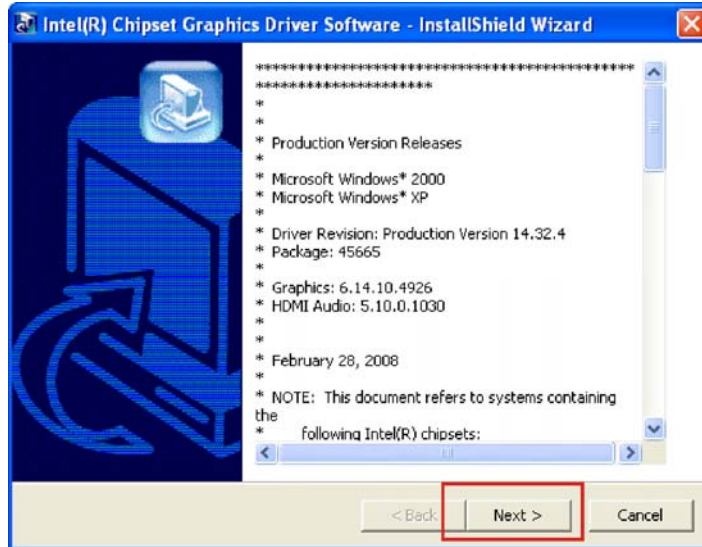 Intel(R) Chipset Graphics Driver Software - InstallShield Wizard
********************************************
*********************
*
*
* Production Version Releases
*
* Microsoft Windows* 2000
* Microsoft Windows* XP
*
* Driver Revision: Production Version 14.32.4
* Package: 45665
*
* Graphics: 6.14.10.4926
* HDMI Audio: 5.10.0.1030
*
*
* February 28, 2008
*
* NOTE:  This document refers to systems containing
the
*      following Intel(R) chipsets:
< Back
Next >
Cancel